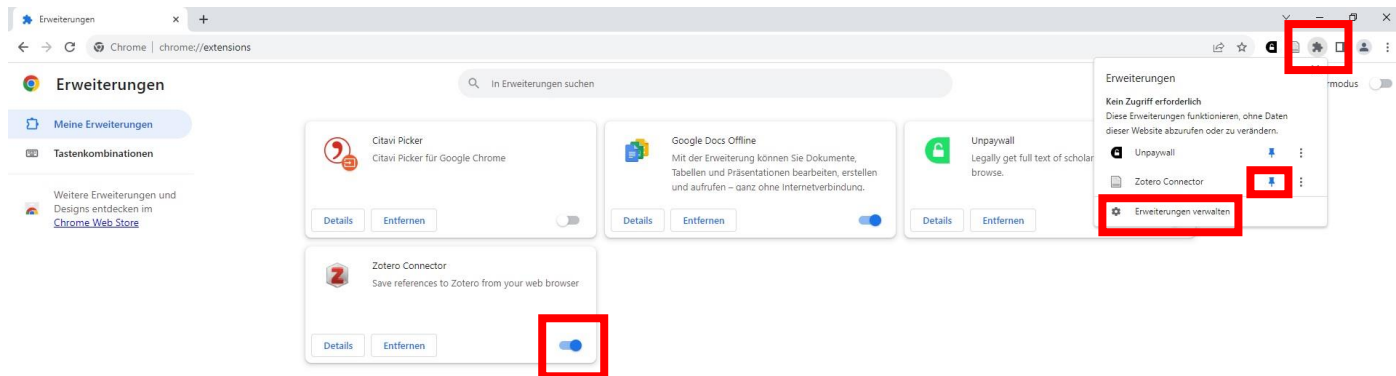 Erweiterungen
Chrome | chrome://extensions
Erweiterungen
In Erweiterungen suchen
rmodus
Meine Erweiterungen
Tastenkombinationen
Weitere Erweiterungen und
Designs entdecken im
Chrome Web Store
Citavi Picker
Citavi Picker für Google Chrome
Details
Entfernen
Google Docs Offline
Mit der Erweiterung können Sie Dokumente,
Tabellen und Präsentationen bearbeiten, erstellen
und aufrufen – ganz ohne Internetverbindung.
Details
Entfernen
Unpaywall
Legally get full text of scholar
browse.
Details
Entfernen
Zotero Connector
Save references to Zotero from your web browser
Details
Entfernen
Erweiterungen
Kein Zugriff erforderlich
Diese Erweiterungen funktionieren, ohne Daten
dieser Website abzurufen oder zu verändern.
Unpaywall
Zotero Connector
Erweiterungen verwalten